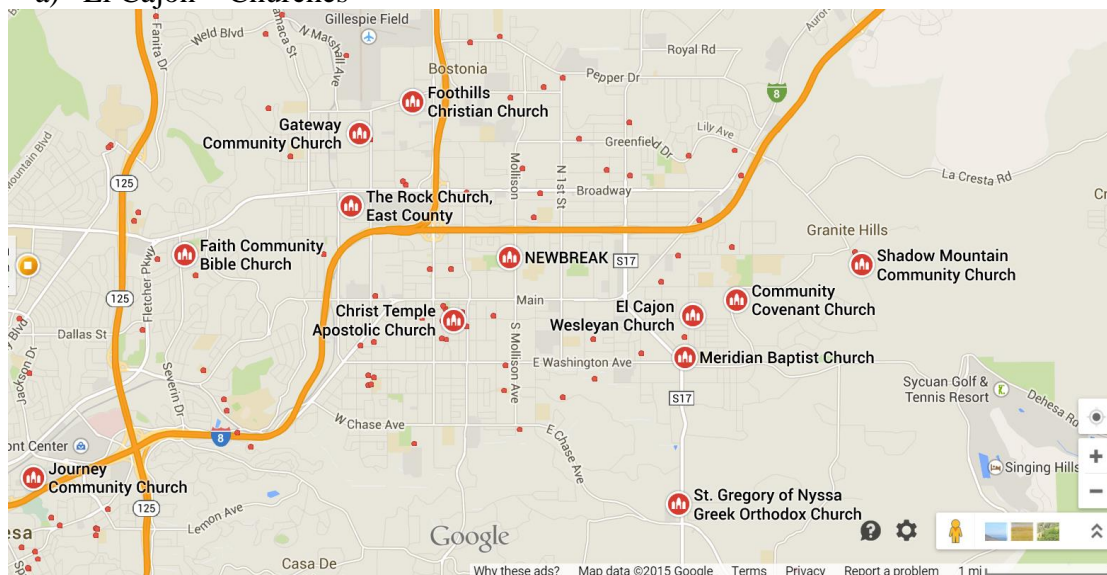 a) El Cajon – Churches
Gillespie Field
Fanita Dr
Weld Blvd
N Marshall Ave
Bostonia
Royal Rd
Pepper Dr
Foothills
Christian Church
8
Gateway
Community Church
Lily Ave
Greenfield Dr
Mollison
N 1st St
La Cresta Rd
125
Broadway
The Rock Church,
East County
Granite Hills
Faith Community
Bible Church
Fletcher Pkwy
NEWBREAK
S17
Shadow Mountain
Community Church
125
Main
Community
Covenant Church
El Cajon
Wesleyan Church
Christ Temple
Apostolic Church
Dallas St
S Mollison Ave
E Washington Ave
Meridian Baptist Church
Jackson Dr
Severin Dr
Sycuan Golf &
Tennis Resort
S17
Dehesa Rd
W Chase Ave
E Chase Ave
8
ont Center
Singing Hills
Journey
Community Church
125
Lemon Ave
St. Gregory of Nyssa
Greek Orthodox Church
esa
Google
Casa De
Why these ads? Map data ©2015 Google Terms Privacy Report a problem 1 mi